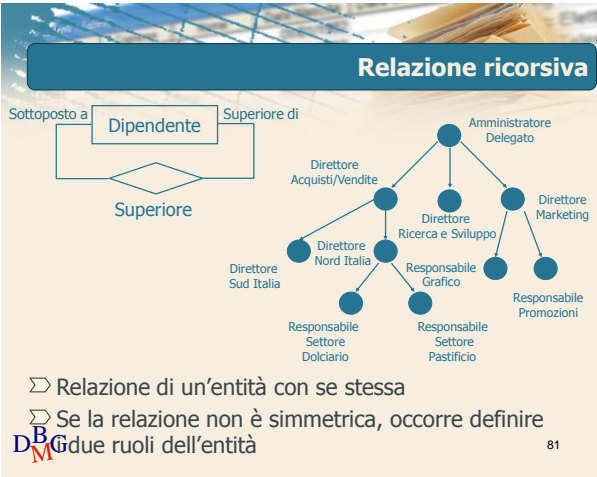 Relazione ricorsiva
Sottoposto a
Dipendente
Superiore di
Superiore
Amministratore
Delegato
Direttore
Acquisti/Vendite
Direttore
Ricerca e Sviluppo
Direttore
Marketing
Direttore
Sud Italia
Direttore
Nord Italia
Responsabile
Grafico
Responsabile
Promozioni
Responsabile
Settore
Dolciario
Responsabile
Settore
Pastificio
Relazione di un'entità con se stessa
Se la relazione non è simmetrica, occorre definire
i due ruoli dell'entità
DBMG
81